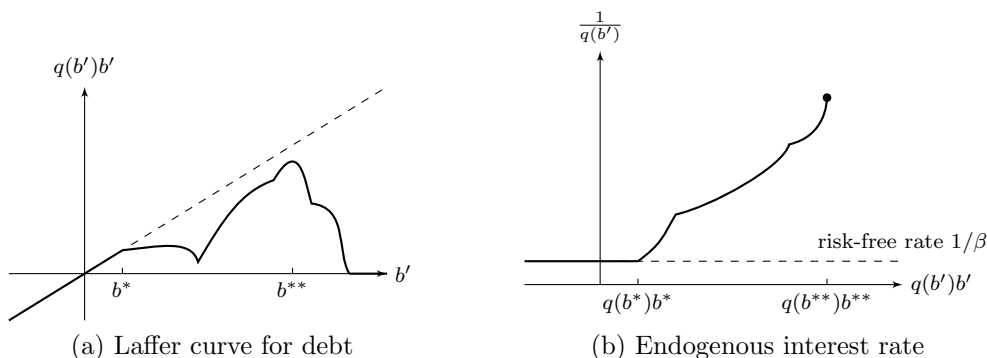 q(b′)b′
b′
b*
b**
(a) Laffer curve for debt
1/q(b′)
risk-free rate 1/β
q(b′)b′
q(b*)b*
q(b**)b**
(b) Endogenous interest rate